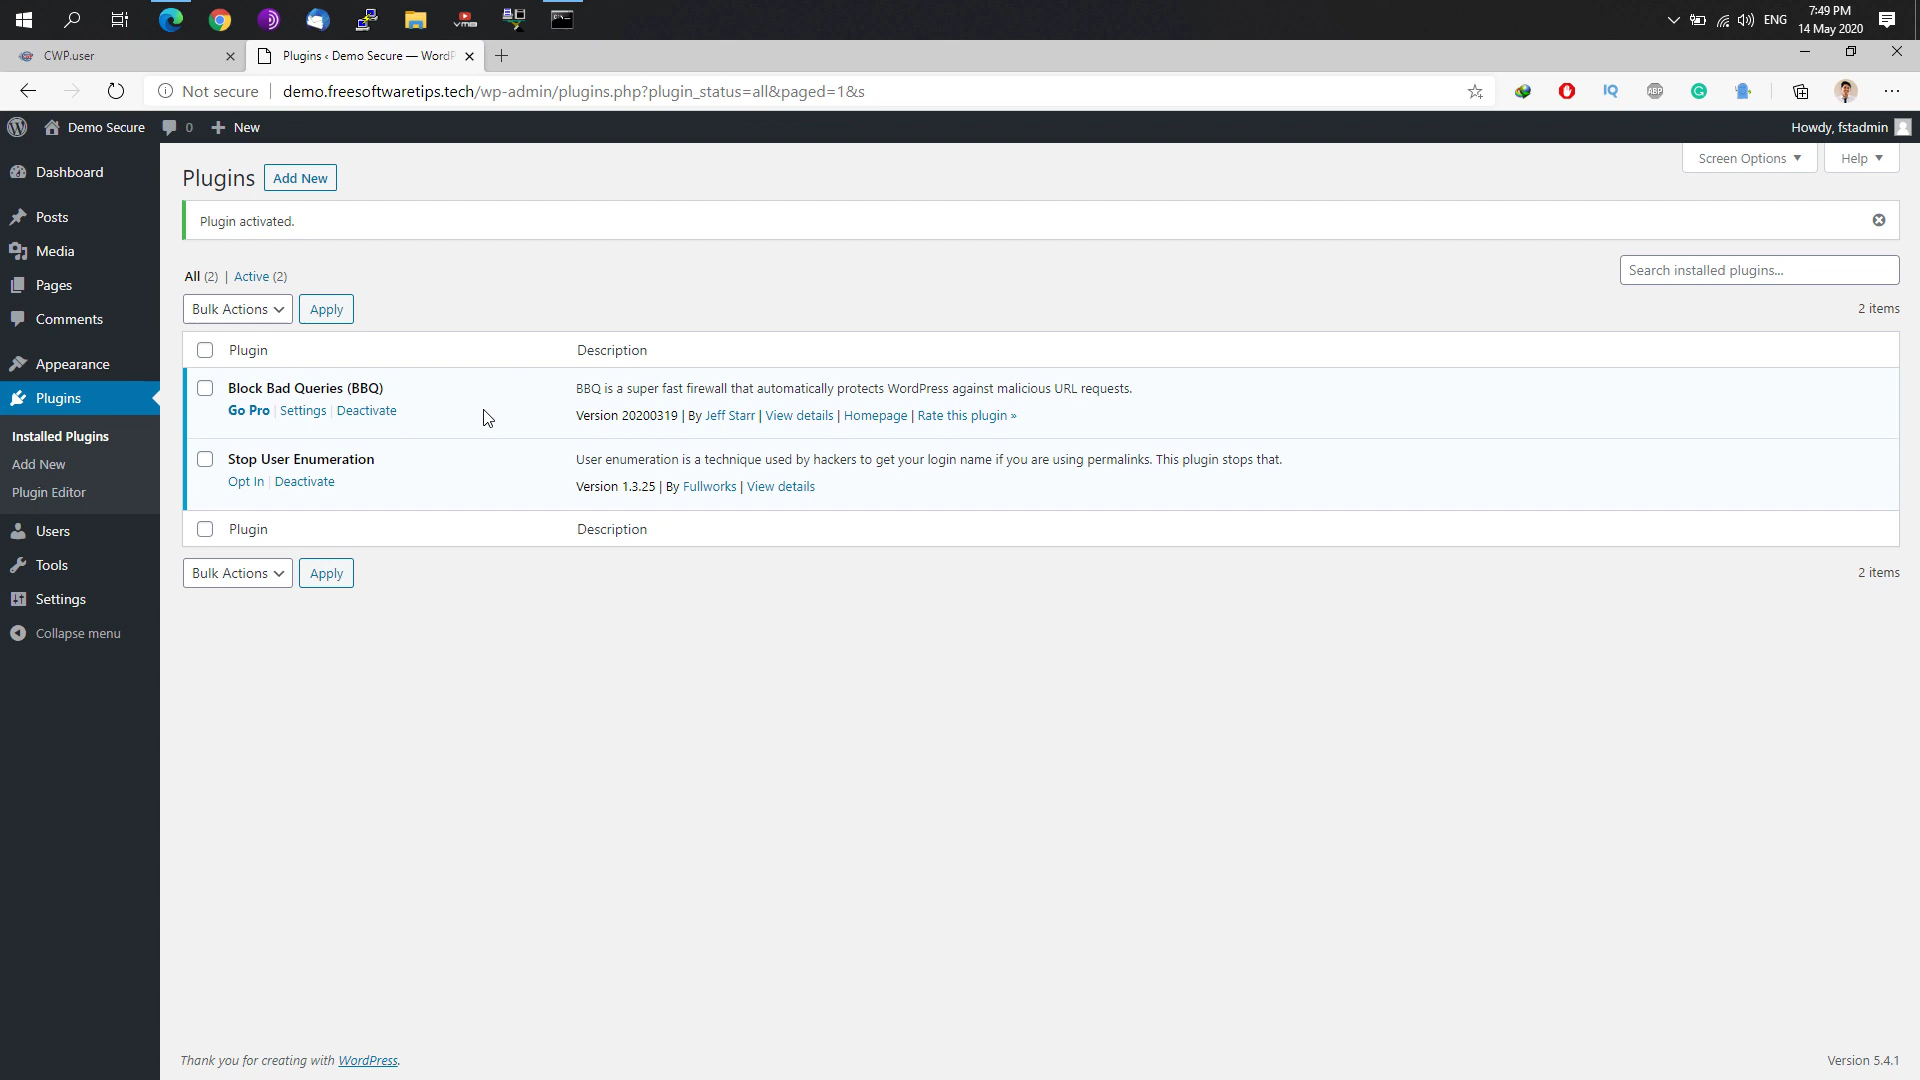 7:49 PM
ENG
14 May 2020
CWP.user
Plugins ‹ Demo Secure — WordP
Not secure
demo.freesoftwaretips.tech/wp-admin/plugins.php?plugin_status=all&paged=1&s
IQ
ABP
Demo Secure
0
New
Howdy, fstadmin
Dashboard
Posts
Media
Pages
Comments
Appearance
Plugins
Installed Plugins
Add New
Plugin Editor
Users
Tools
Settings
Collapse menu
Screen Options
Help
Plugins
Add New
Plugin activated.
All (2) | Active (2)
Search installed plugins...
Bulk Actions
Apply
2 items
Plugin
Description
Block Bad Queries (BBQ)
Go Pro | Settings | Deactivate
BBQ is a super fast firewall that automatically protects WordPress against malicious URL requests.
Version 20200319 | By Jeff Starr | View details | Homepage | Rate this plugin »
Stop User Enumeration
Opt In | Deactivate
User enumeration is a technique used by hackers to get your login name if you are using permalinks. This plugin stops that.
Version 1.3.25 | By Fullworks | View details
Plugin
Description
Bulk Actions
Apply
2 items
Thank you for creating with WordPress.
Version 5.4.1